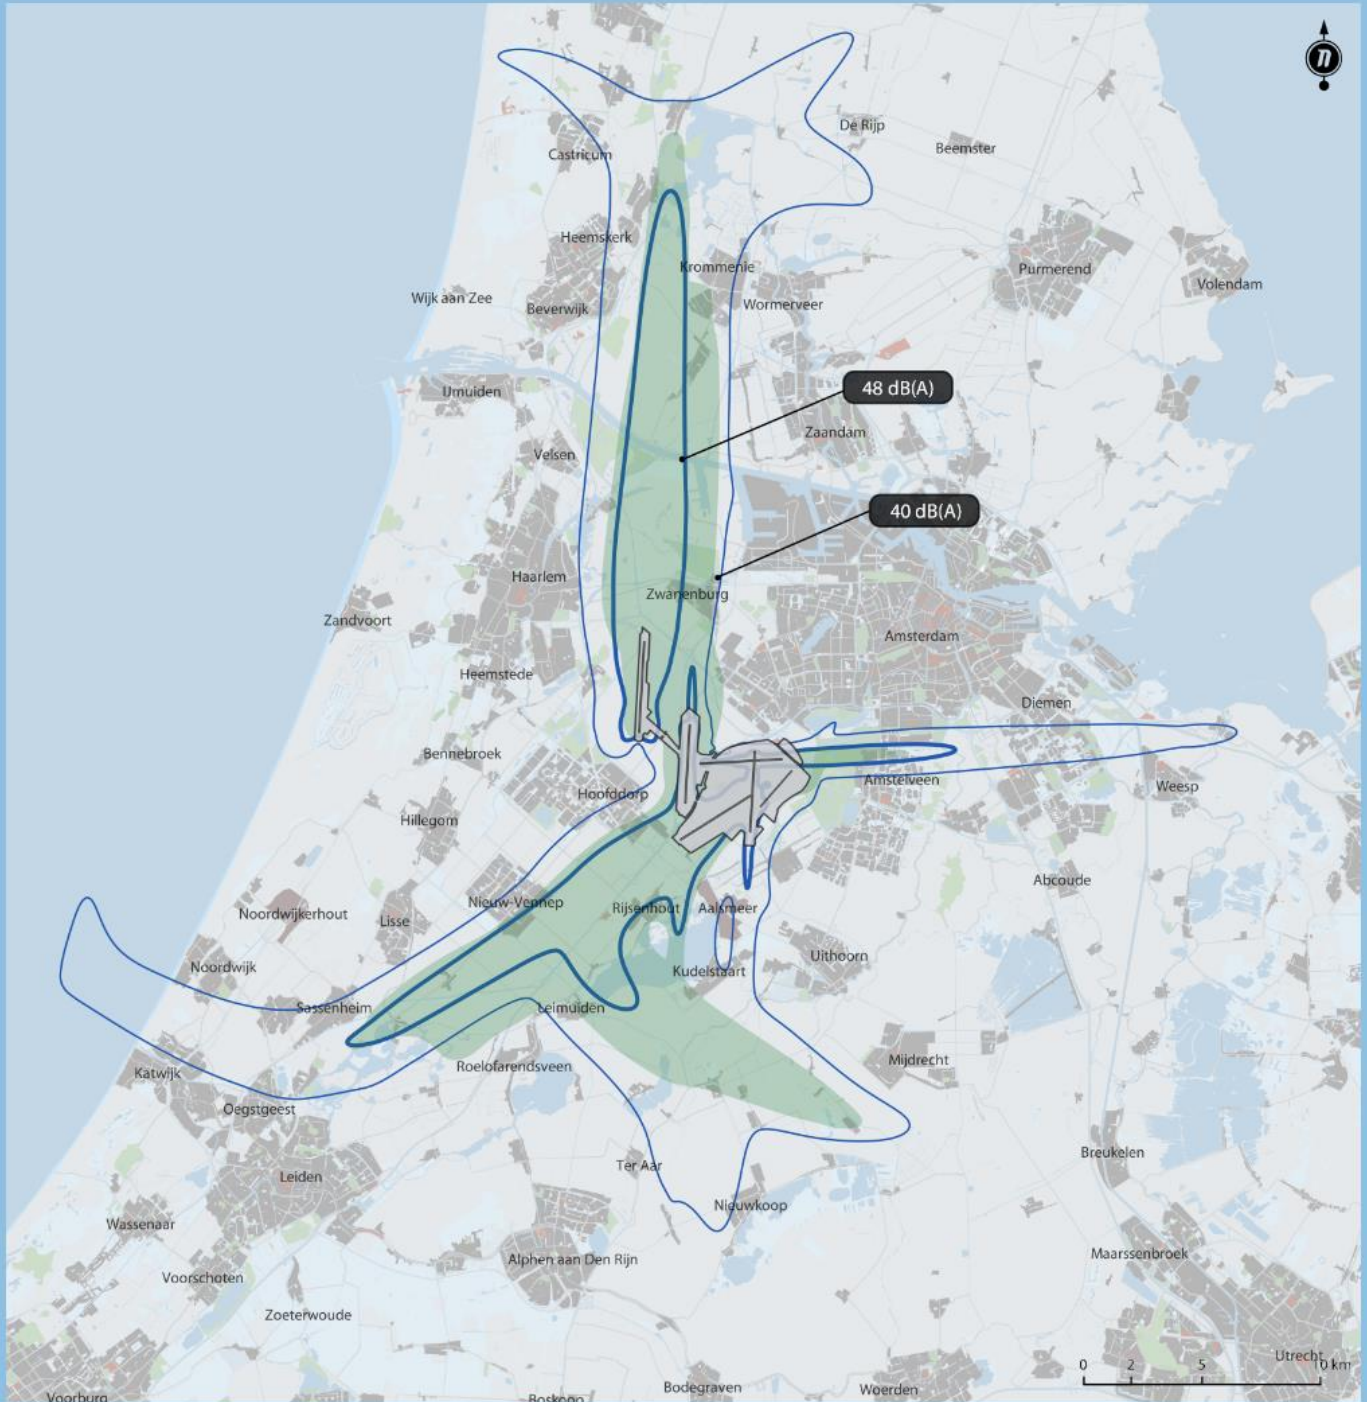 N
De Rijp
Beemster
Castricum
Heemskerk
Krommenie
Purmerend
Volendam
Wijk aan Zee
Beverwijk
Wormerveer
IJmuiden
48 dB(A)
Zaandam
Velsen
40 dB(A)
Haarlem
Zwanenburg
Zandvoort
Amsterdam
Heemstede
Diemen
Bennebroek
Hoofddorp
Amstelveen
Weesp
Hillegom
Abcoude
Nieuw-Vennep
Rijsenhout
Aalsmeer
Noordwijkerhout
Lisse
Uithoorn
Noordwijk
Kudelstaart
Sassenheim
Leimuiden
Mijdrecht
Roelofarendsveen
Katwijk
Oegstgeest
Breukelen
Ter Aar
Leiden
Nieuwkoop
Wassenaar
Maarssenbroek
Alphen aan Den Rijn
Voorschoten
Zoeterwoude
Utrecht
0 2 5 10 km
Bodegraven
Woerden
Voorburg
Boskoop